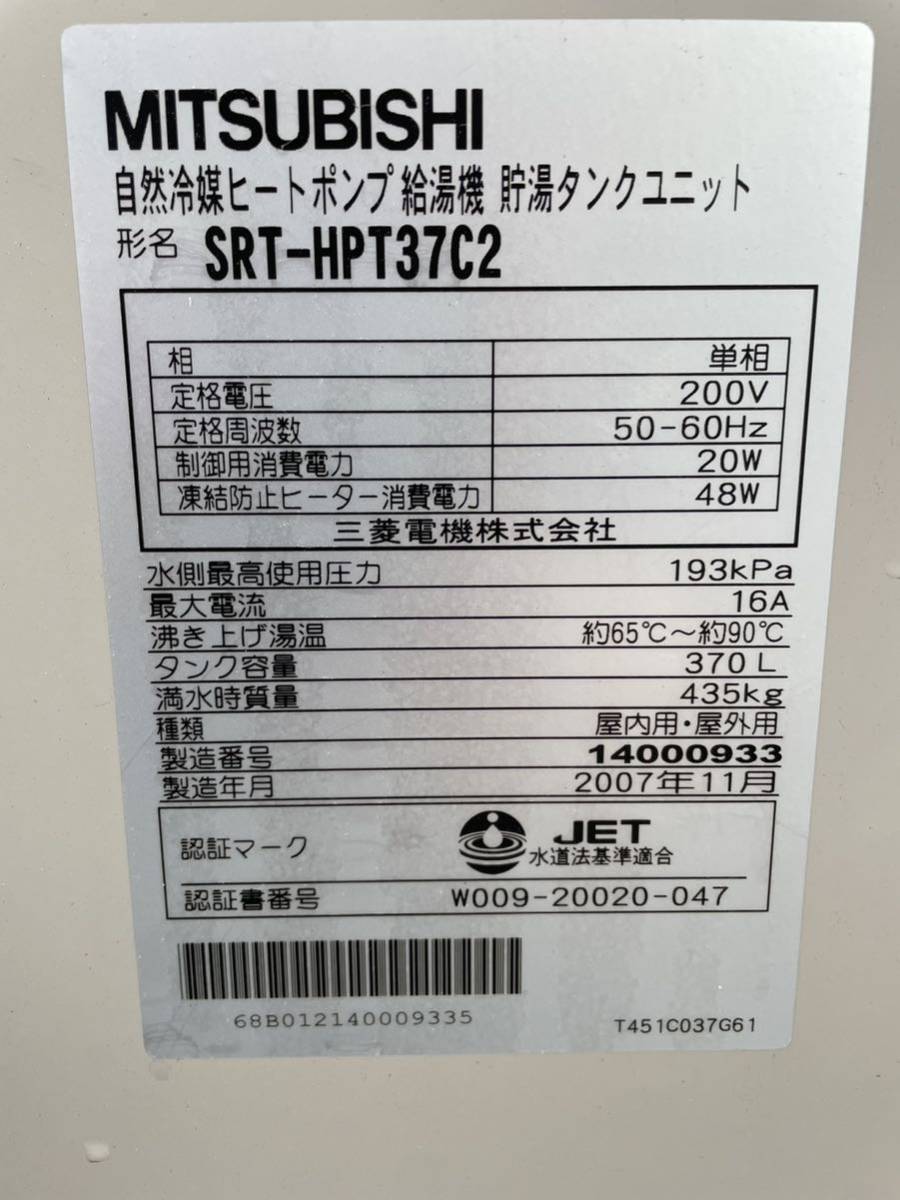 MITSUBISHI
自然冷媒ヒートポンプ給湯機 貯湯タンクユニット
形名 SRT-HPT37C2
相 単相
定格電圧 200V
定格周波数 50-60Hz
制御用消費電力 20W
凍結防止ヒーター消費電力 48W
三菱電機株式会社
水側最高使用圧力 193kPa
最大電流 16A
沸き上げ湯温 約65℃～約90℃
タンク容量 370L
満水時質量 435kg
種類 屋内用・屋外用
製造番号 14000933
製造年月 2007年11月
認証マーク JET
水道法基準適合
認証書番号 W009-20020-047
68B012140009335
T451C037G61